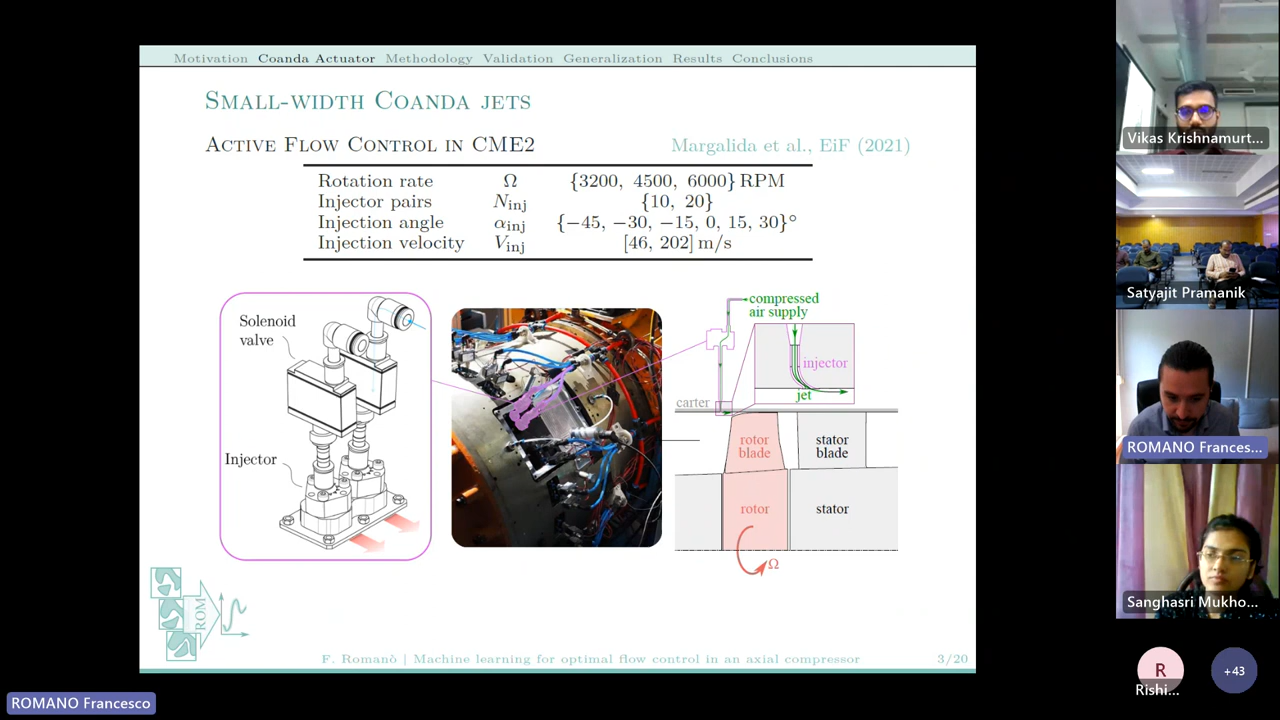 Motivation Coanda Actuator Methodology Validation Generalization Results Conclusions
Small-width Coanda jets
Active Flow Control in CME2 Margalida et al., EiF (2021)
Rotation rate Ω {3200, 4500, 6000} RPM
Injector pairs Ninj {10, 20}
Injection angle αinj {−45, −30, −15, 0, 15, 30}°
Injection velocity Vinj [46, 202] m/s
Solenoid
valve
Injector
compressed
air supply
injector
jet
carter
rotor
blade
stator
blade
rotor
stator
Ω
ROM
F. Romanò | Machine learning for optimal flow control in an axial compressor 3/20
Vikas Krishnamurt...
Satyajit Pramanik
ROMANO Frances...
Sanghasri Mukho...
R
Rishi...
+43
ROMANO Francesco